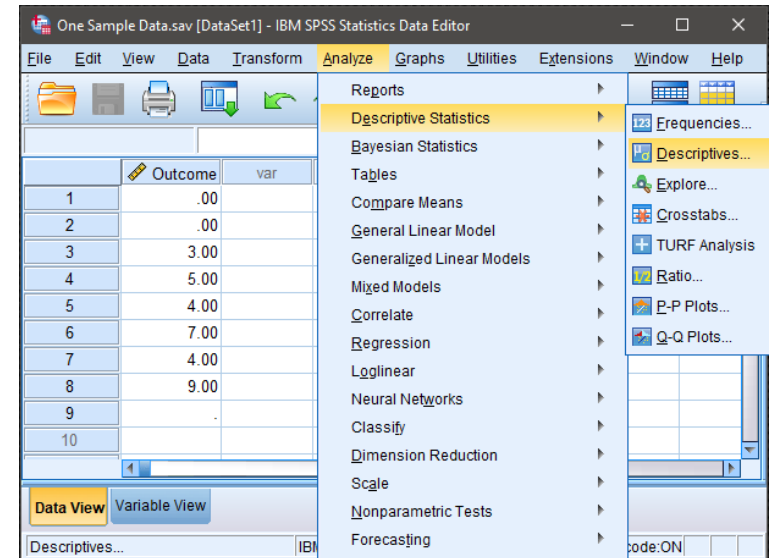 One Sample Data.sav [DataSet1] - IBM SPSS Statistics Data Editor
File Edit View Data Transform Analyze Graphs Utilities Extensions Window Help
Reports
Descriptive Statistics
Bayesian Statistics
Tables
Compare Means
General Linear Model
Generalized Linear Models
Mixed Models
Correlate
Regression
Loglinear
Neural Networks
Classify
Dimension Reduction
Scale
Nonparametric Tests
Forecasting
123 Frequencies...
Descriptives...
Explore...
Crosstabs...
TURF Analysis
1/2 Ratio...
P-P Plots...
Q-Q Plots...
Outcome var
1 .00
2 .00
3 3.00
4 5.00
5 4.00
6 7.00
7 4.00
8 9.00
9 .
10
Data View Variable View
Descriptives... code:ON